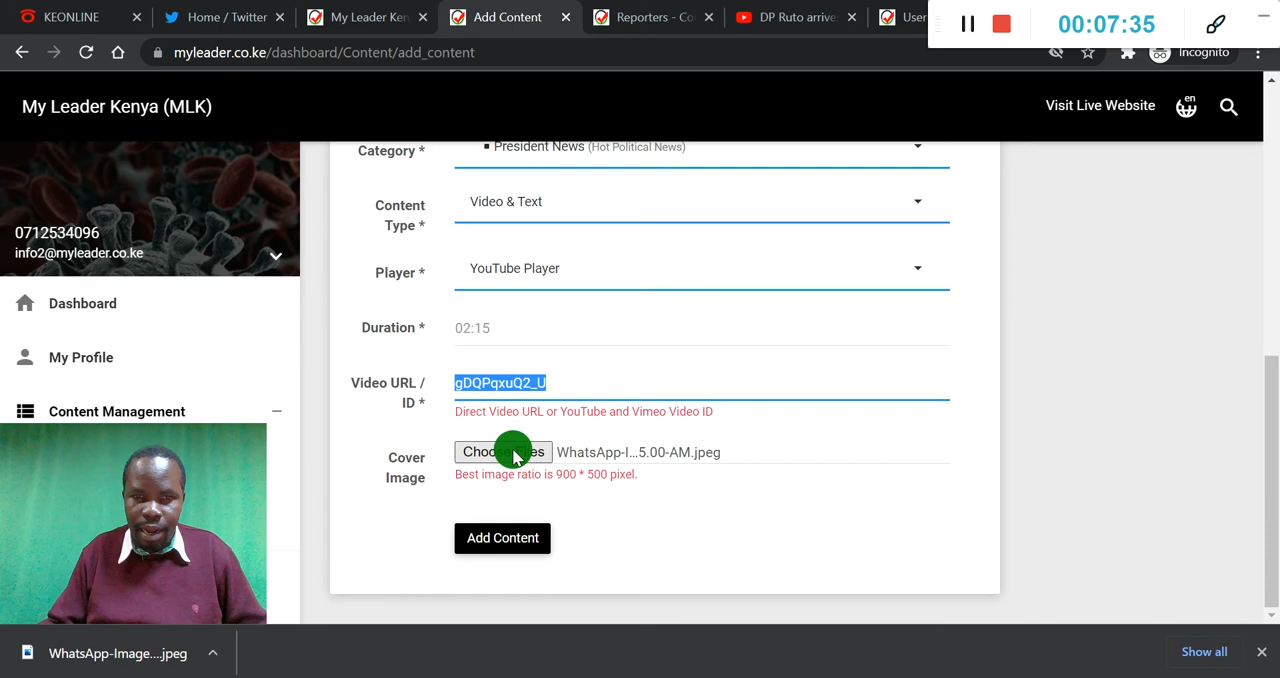 KEONLINE
Home / Twitter
My Leader Ken
Add Content
Reporters - Co
DP Ruto arrive
User
00:07:35
myleader.co.ke/dashboard/Content/add_content
Incognito
My Leader Kenya (MLK)
Visit Live Website
en
0712534096
info2@myleader.co.ke
Dashboard
My Profile
Content Management
Category *
▪ President News (Hot Political News)
Content
Type *
Video & Text
Player *
YouTube Player
Duration *
02:15
Video URL /
ID *
gDQPqxuQ2_U
Direct Video URL or YouTube and Vimeo Video ID
Cover
Image
Choose Files WhatsApp-I...5.00-AM.jpeg
Best image ratio is 900 * 500 pixel.
Add Content
WhatsApp-Image....jpeg
Show all